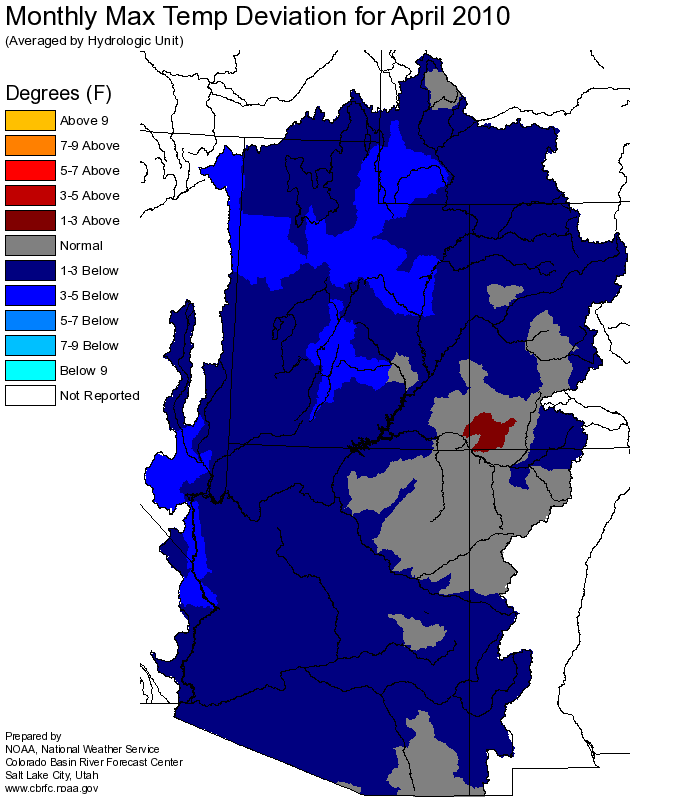 Monthly Max Temp Deviation for April 2010
(Averaged by Hydrologic Unit)
Degrees (F)
Above 9
7-9 Above
5-7 Above
3-5 Above
1-3 Above
Normal
1-3 Below
3-5 Below
5-7 Below
7-9 Below
Below 9
Not Reported
Prepared by
NOAA, National Weather Service
Colorado Basin River Forecast Center
Salt Lake City, Utah
www.cbrfc.noaa.gov